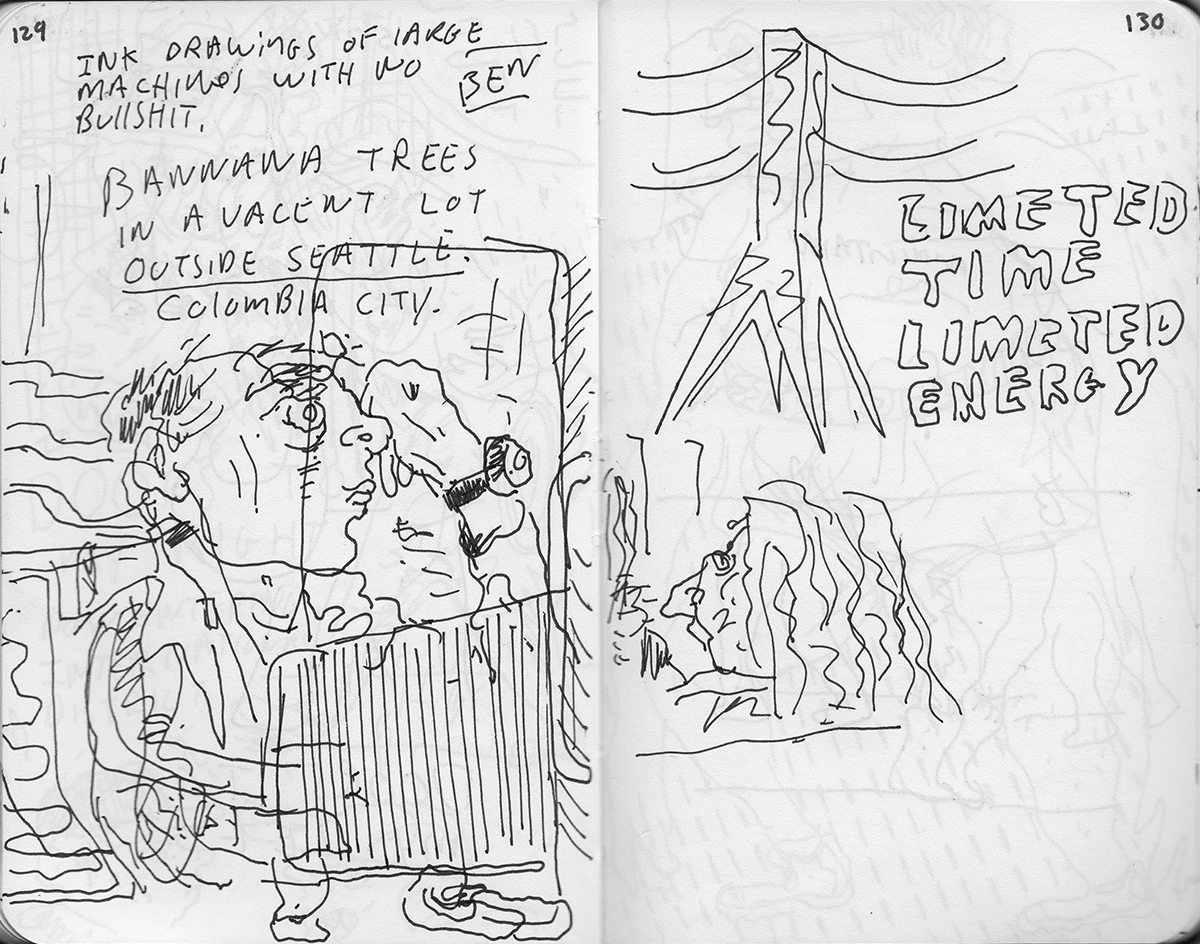 129
INK DRAWINGS OF LARGE
MACHINES WITH NO
BULLSHIT.
BEN
BANNANA TREES
IN A VACENT LOT
OUTSIDE SEATTLE.
COLOMBIA CITY.
130
LIMETED
TIME
LIMETED
ENERGY